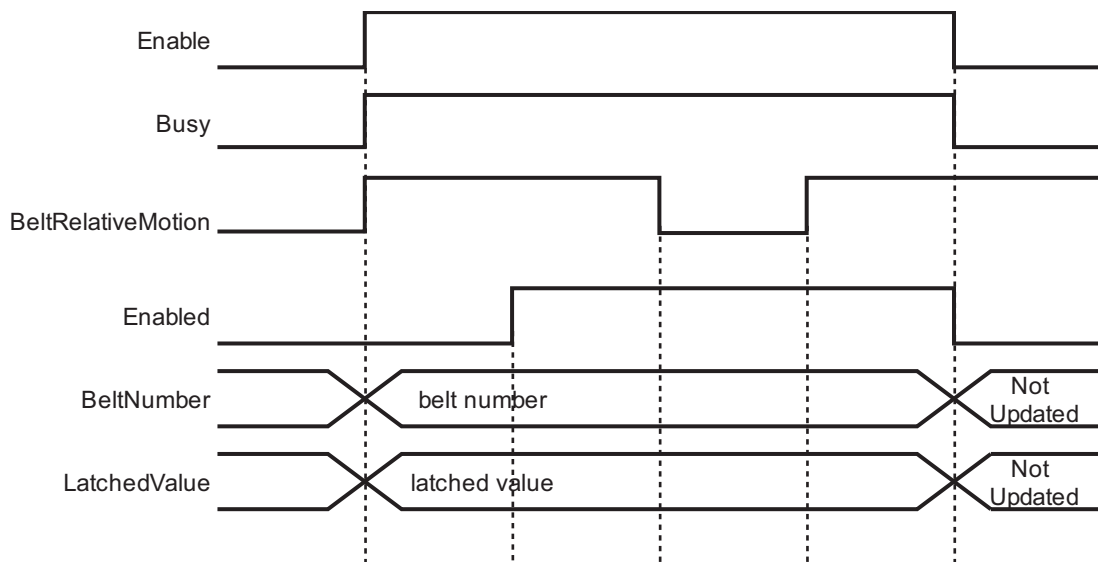 Enable
Busy
BeltRelativeMotion
Enabled
BeltNumber
belt number
Not
Updated
LatchedValue
latched value
Not
Updated